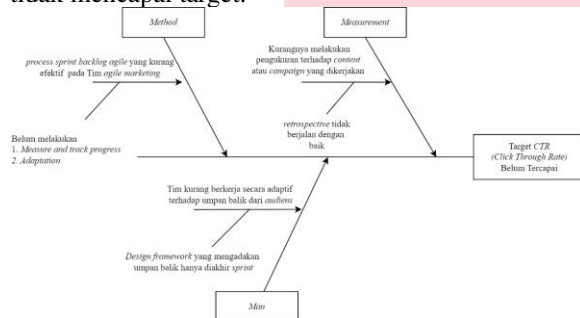 tidak mencapai target.
Method
Measurement
process sprint backlog agile yang kurang
efektif pada Tim agile marketing
Kurangnya melakukan
pengukuran terhadap content
atau campaign yang dikerjakan
Belum melakukan
1. Measure and track progress
2. Adaptation
retrospective tidak
berjalan dengan
baik
Target CTR
(Click Through Rate)
Belum Tercapai
Tim kurang berkerja secara adaptif
terhadap umpan balik dari audiens
Design framework yang mengadakan
umpan balik hanya diakhir sprint
Man